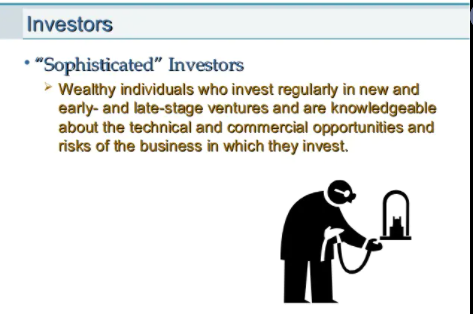 Investors
• “Sophisticated” Investors
➢ Wealthy individuals who invest regularly in new and
early- and late-stage ventures and are knowledgeable
about the technical and commercial opportunities and
risks of the business in which they invest.